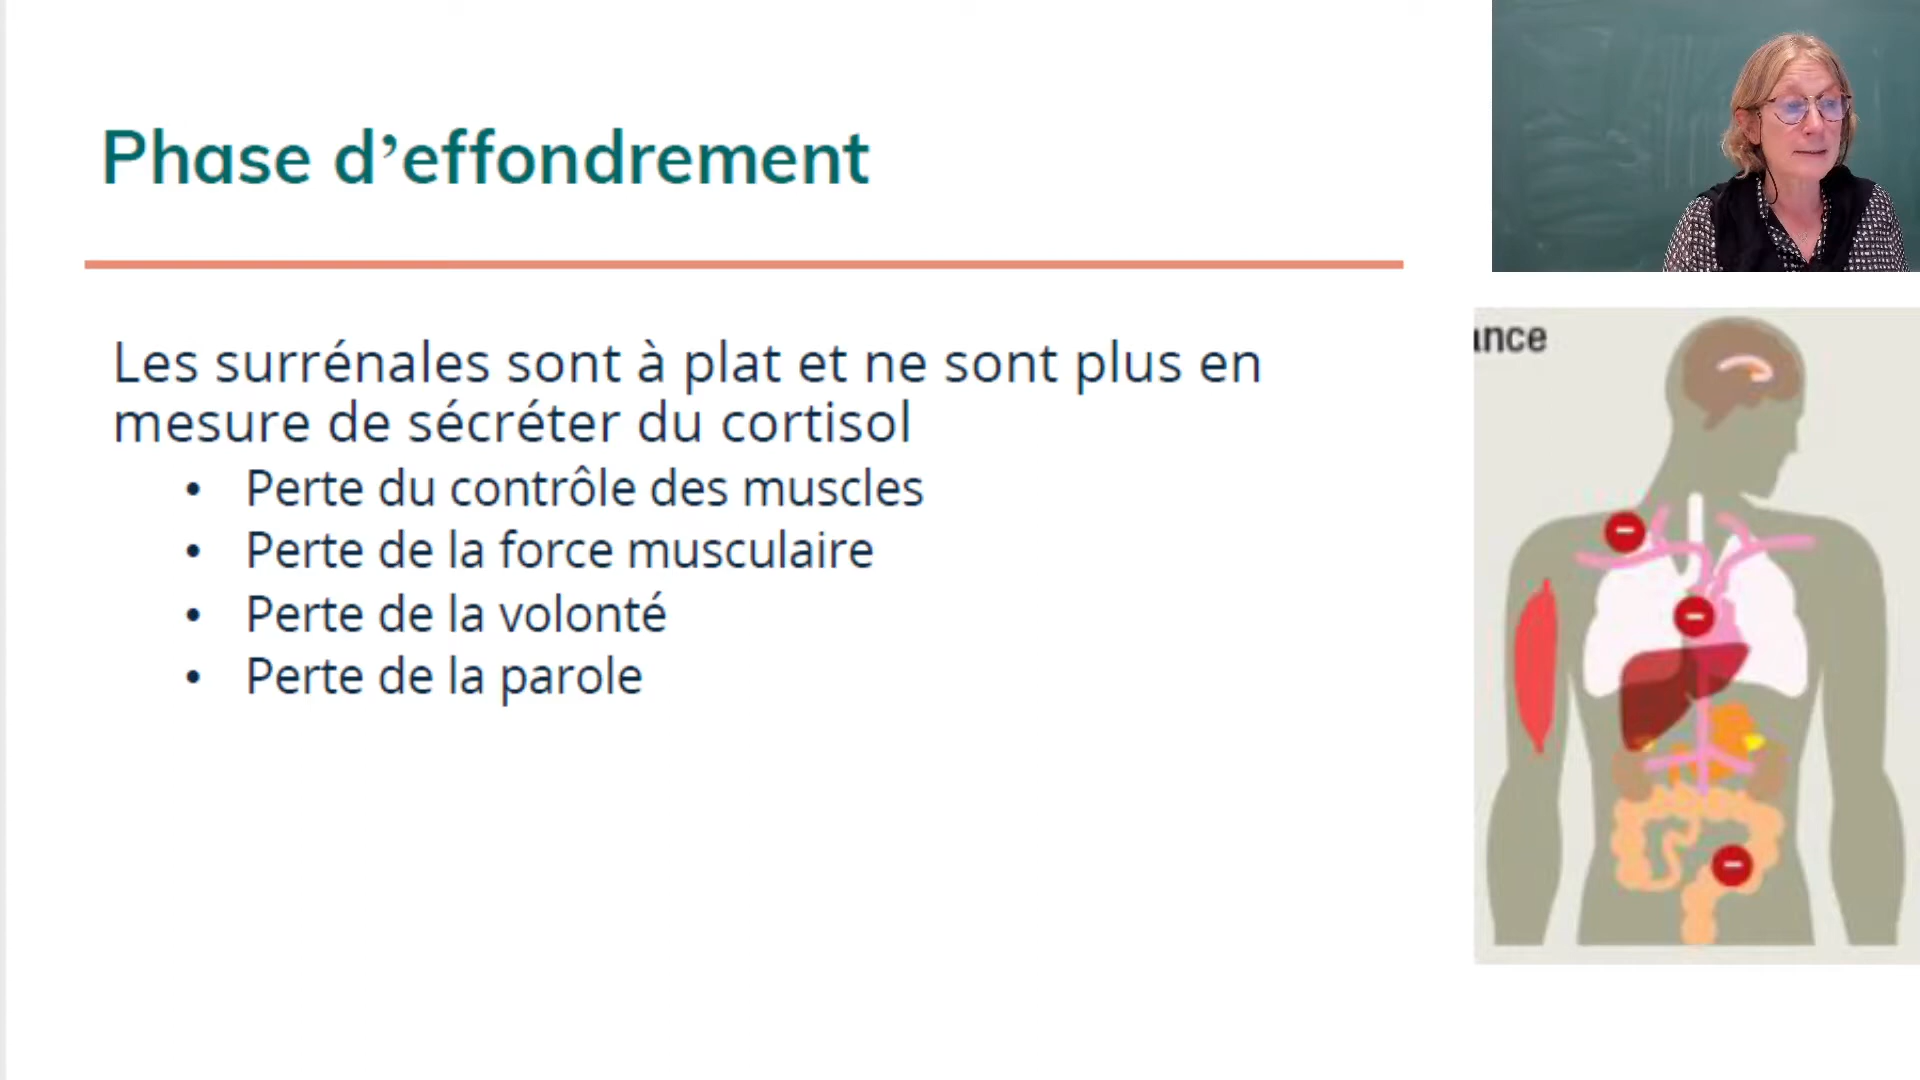 Phase d’effondrement
Les surrénales sont à plat et ne sont plus en
mesure de sécréter du cortisol
• Perte du contrôle des muscles
• Perte de la force musculaire
• Perte de la volonté
• Perte de la parole